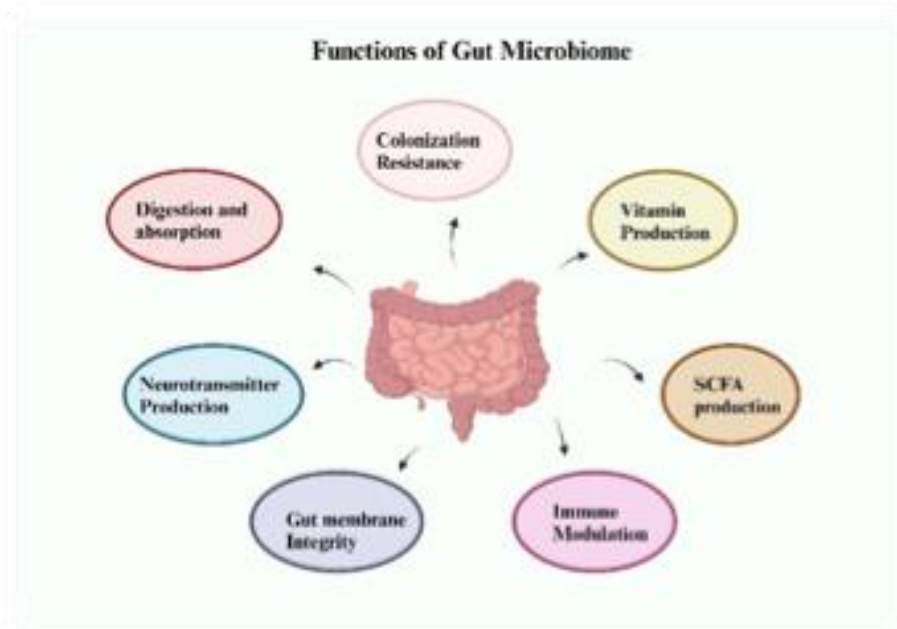 Functions of Gut Microbiome
Colonization
Resistance
Digestion and
absorption
Vitamin
Production
Neurotransmitter
Production
SCFA
production
Gut membrane
Integrity
Immune
Modulation